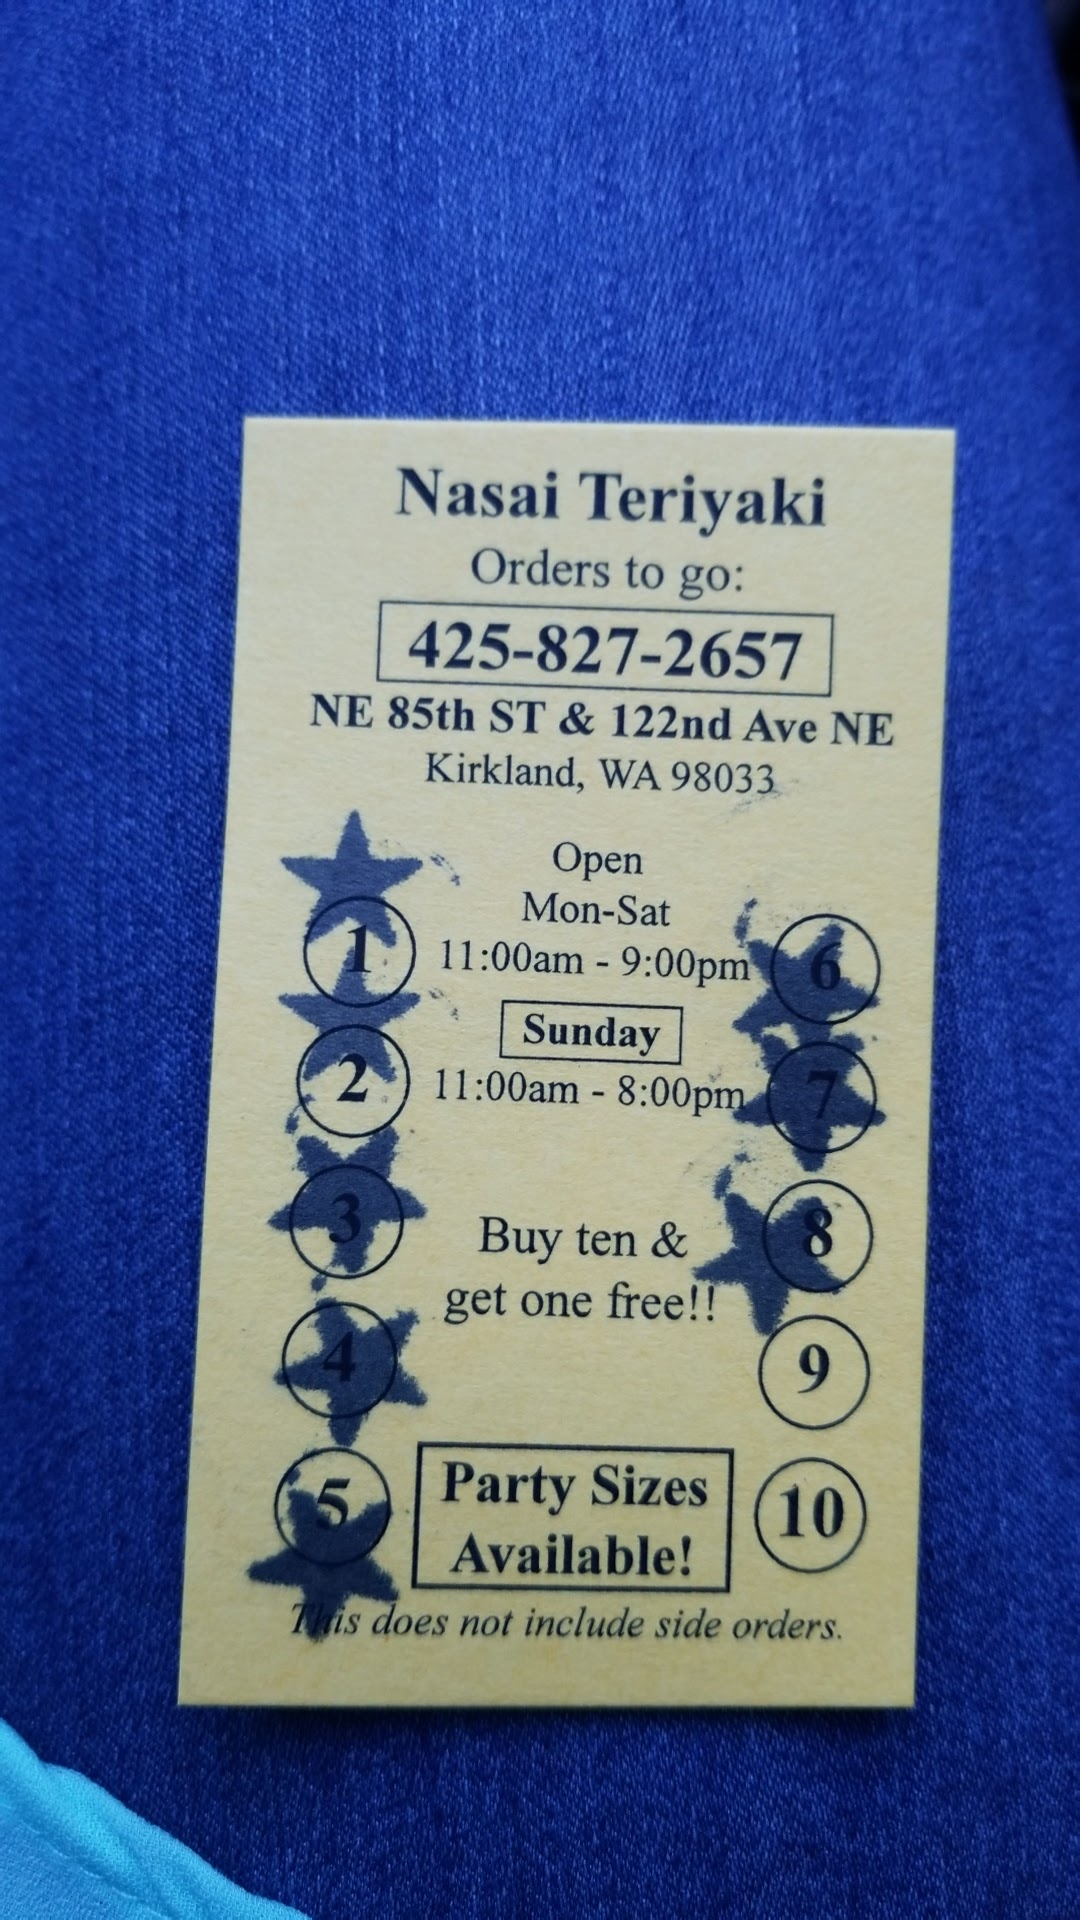 Nasai Teriyaki
Orders to go:
425-827-2657
NE 85th ST & 122nd Ave NE
Kirkland, WA 98033
Open
Mon-Sat
11:00am - 9:00pm
Sunday
11:00am - 8:00pm
Buy ten &
get one free!!
1
2
3
4
5
6
7
8
9
10
Party Sizes
Available!
This does not include side orders.